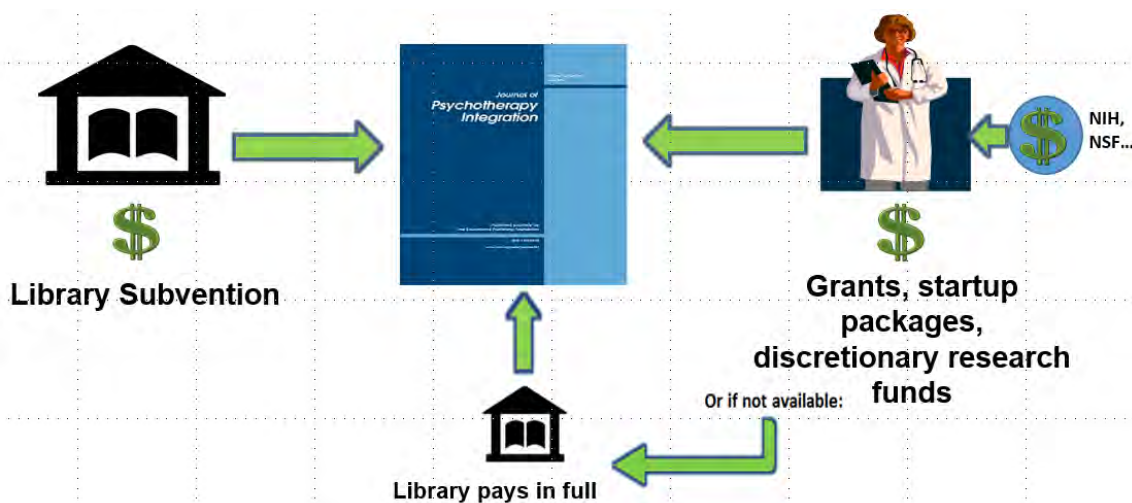 Journal of
Psychotherapy
Integration
NIH,
NSF...
$
$
$
Library Subvention
Grants, startup
packages,
discretionary research
funds
Or if not available:
Library pays in full